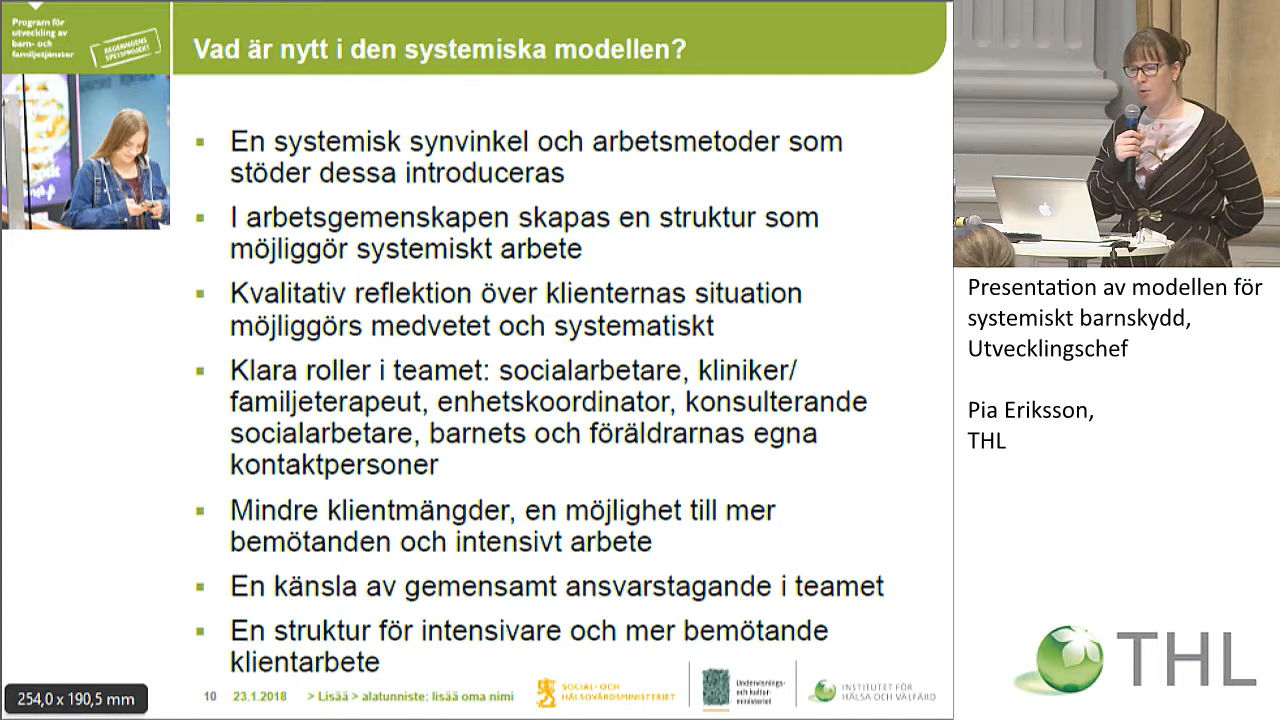 Program för
utveckling av
barn- och
familjetjänster
REGERINGENS
SPETSPROJEKT
Vad är nytt i den systemiska modellen?
En systemisk synvinkel och arbetsmetoder som
stöder dessa introduceras
I arbetsgemenskapen skapas en struktur som
möjliggör systemiskt arbete
Kvalitativ reflektion över klienternas situation
möjliggörs medvetet och systematiskt
Klara roller i teamet: socialarbetare, kliniker/
familjeterapeut, enhetskoordinator, konsulterande
socialarbetare, barnets och föräldrarnas egna
kontaktpersoner
Mindre klientmängder, en möjlighet till mer
bemötanden och intensivt arbete
En känsla av gemensamt ansvarstagande i teamet
En struktur för intensivare och mer bemötande
klientarbete
254,0 x 190,5 mm
10 23.1.2018 > Lisää > alatunniste: lisää oma nimi
SOCIAL- OCH
HÄLSOVÅRDSMINISTERIET
Undervisnings-
och kultur-
ministeriet
INSTITUTET FÖR
HÄLSA OCH VÄLFÄRD
Presentation av modellen för
systemiskt barnskydd,
Utvecklingschef
Pia Eriksson,
THL
THL